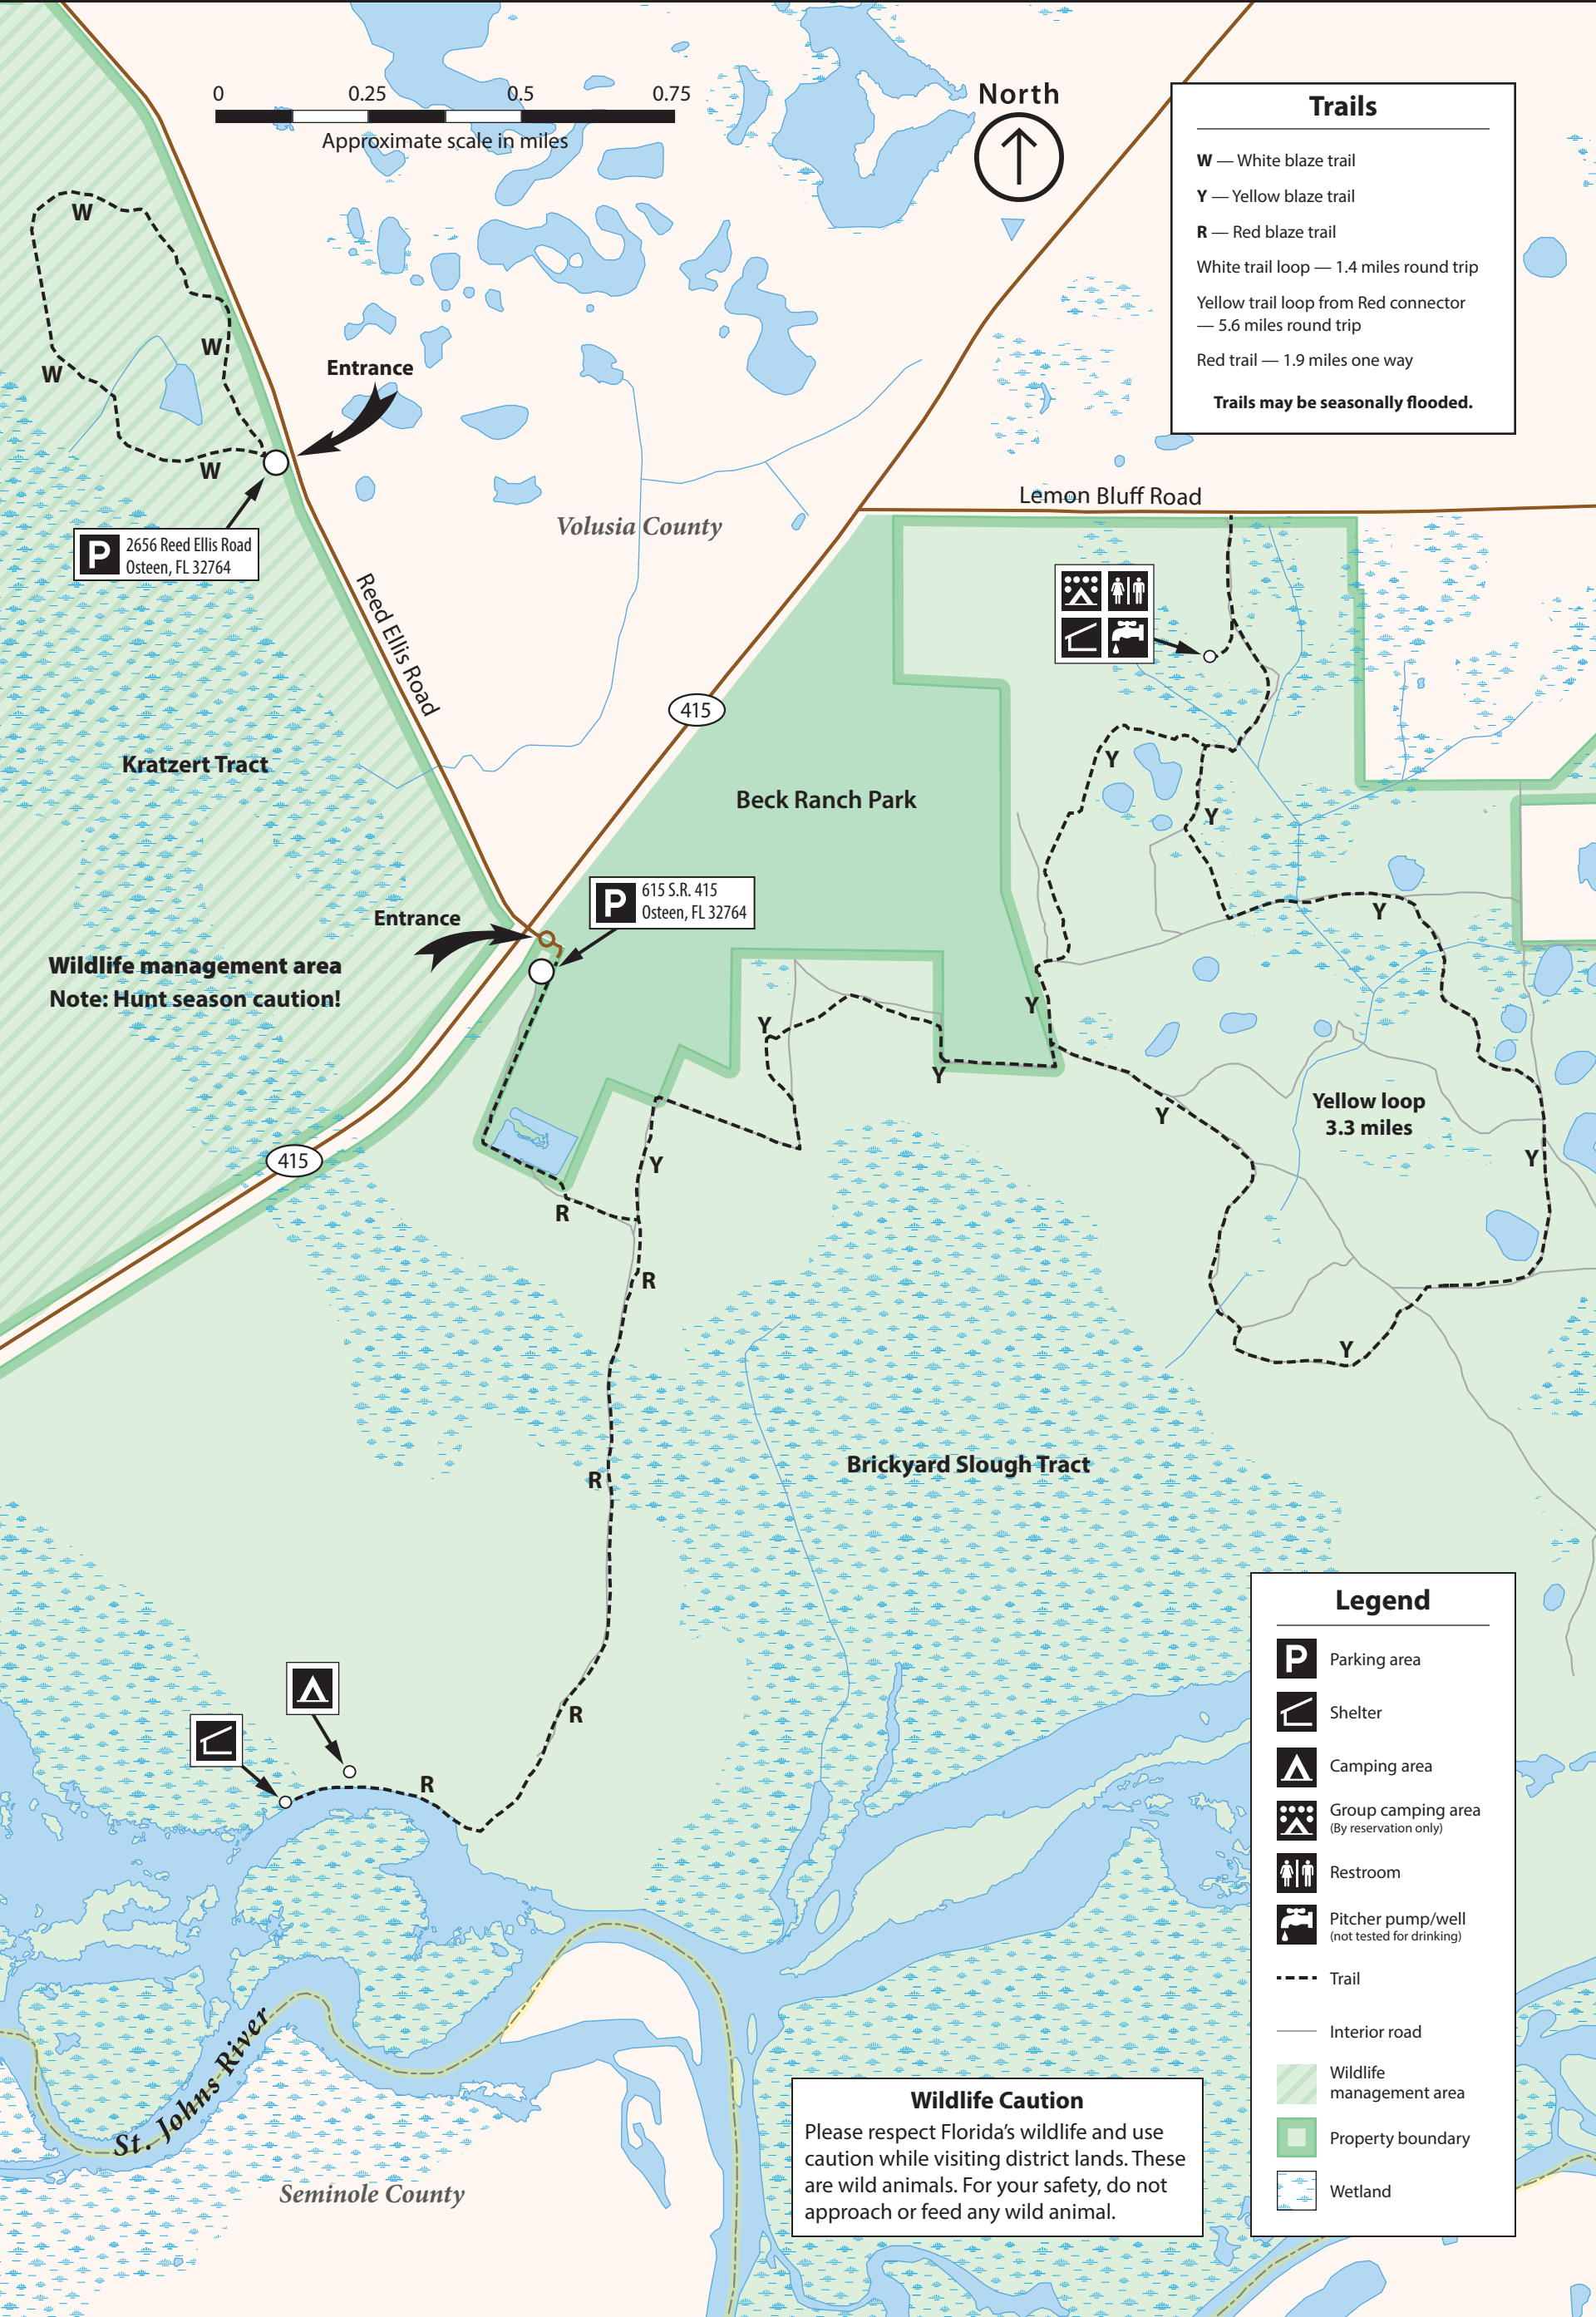 0 0.25 0.5 0.75
Approximate scale in miles
North
Trails
W — White blaze trail
Y — Yellow blaze trail
R — Red blaze trail
White trail loop — 1.4 miles round trip
Yellow trail loop from Red connector
— 5.6 miles round trip
Red trail — 1.9 miles one way
Trails may be seasonally flooded.
W
W
W
W
Entrance
P
2656 Reed Ellis Road
Osteen, FL 32764
Reed Ellis Road
Volusia County
Lemon Bluff Road
415
Kratzert Tract
Beck Ranch Park
Y
Y
Y
P
615 S.R. 415
Osteen, FL 32764
Entrance
Wildlife management area
Note: Hunt season caution!
Y
Y
Y
Y
Yellow loop
3.3 miles
Y
Y
415
Y
R
R
Y
R
Brickyard Slough Tract
R
R
St. Johns River
Seminole County
Wildlife Caution
Please respect Florida's wildlife and use
caution while visiting district lands. These
are wild animals. For your safety, do not
approach or feed any wild animal.
Legend
P Parking area
Shelter
Camping area
Group camping area
(By reservation only)
Restroom
Pitcher pump/well
(not tested for drinking)
Trail
Interior road
Wildlife
management area
Property boundary
Wetland